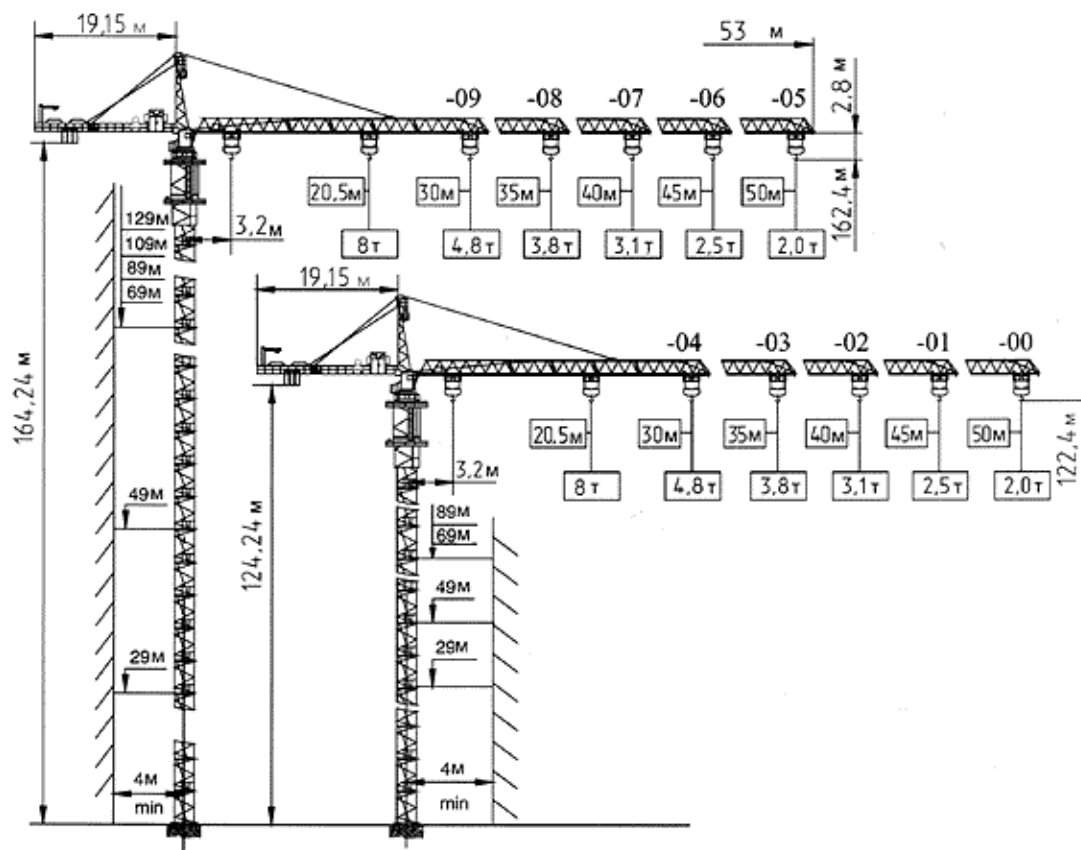 19,15 м
53 м
-09 -08 -07 -06 -05
2,8 м
20,5м 30м 35м 40м 45м 50м
162,4 м
8т 4,8т 3,8т 3,1т 2,5т 2,0т
3,2м
129м
109м
89м
69м
164,24 м
49м
29м
4м
min
19,15 м
-04 -03 -02 -01 -00
20.5м 30м 35м 40м 45м 50м
122,4м
8т 4,8т 3,8т 3,1т 2,5т 2,0т
3,2м
124,24 м
89м
69м
49м
29м
4м
min